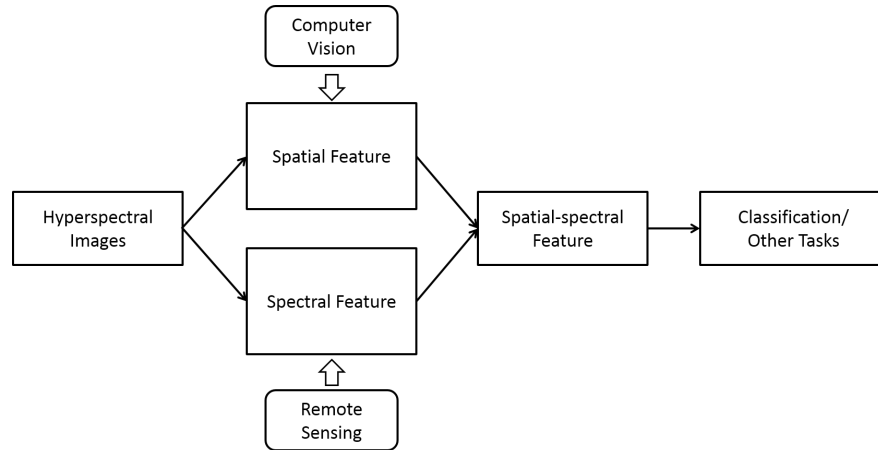 Computer
Vision
Spatial Feature
Hyperspectral
Images
Spatial-spectral
Feature
Classification/
Other Tasks
Spectral Feature
Remote
Sensing